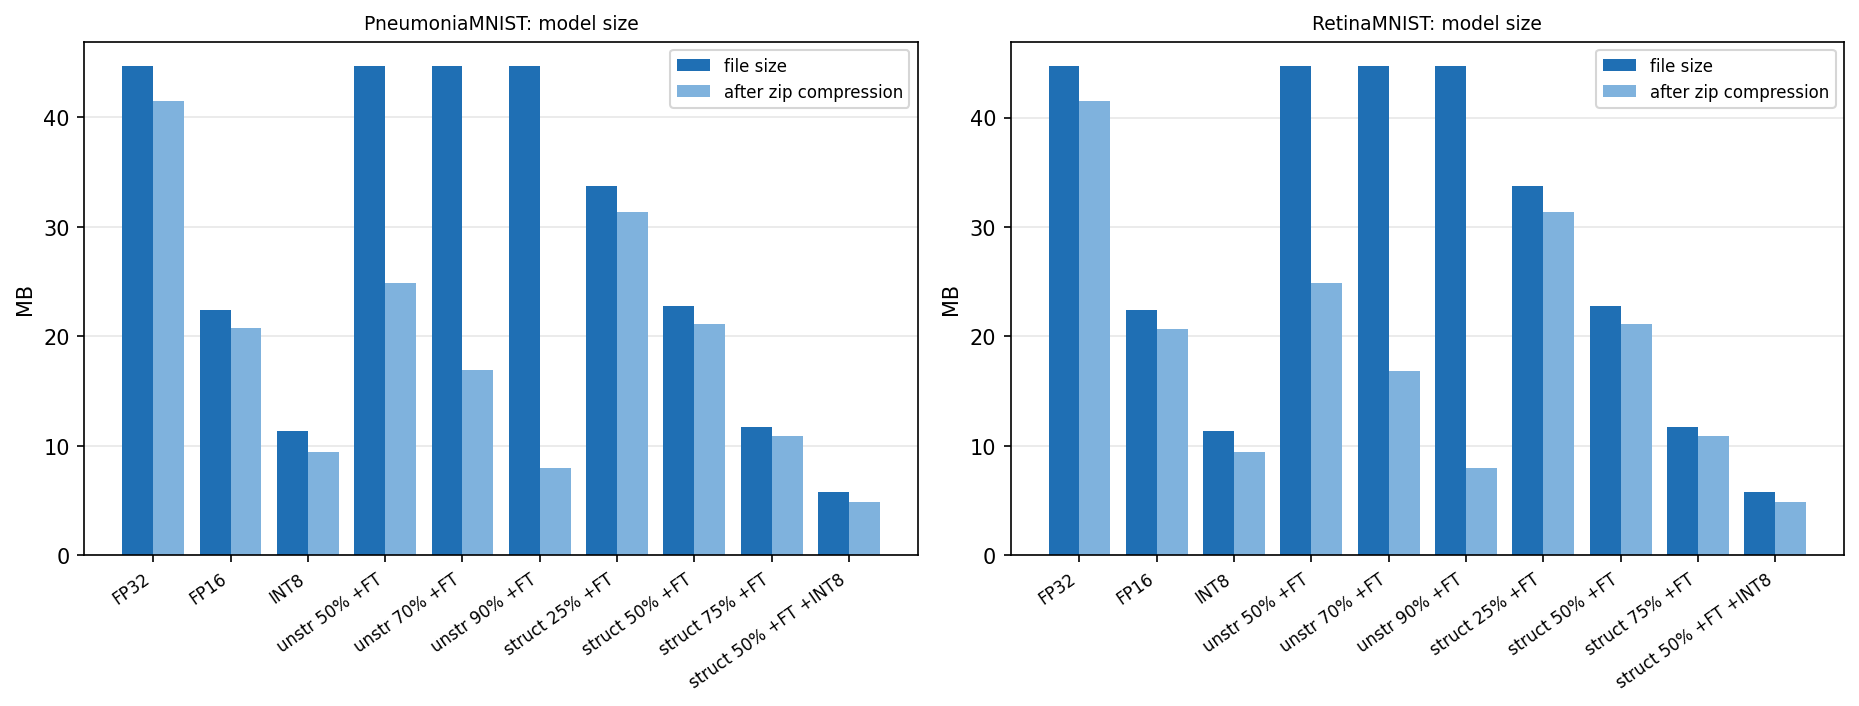 PneumoniaMNIST: model size
file size
after zip compression
MB
40
30
20
10
0
FP32
FP16
INT8
unstr 50% +FT
unstr 70% +FT
unstr 90% +FT
struct 25% +FT
struct 50% +FT
struct 75% +FT
struct 50% +FT +INT8
RetinaMNIST: model size
file size
after zip compression
MB
40
30
20
10
0
FP32
FP16
INT8
unstr 50% +FT
unstr 70% +FT
unstr 90% +FT
struct 25% +FT
struct 50% +FT
struct 75% +FT
struct 50% +FT +INT8